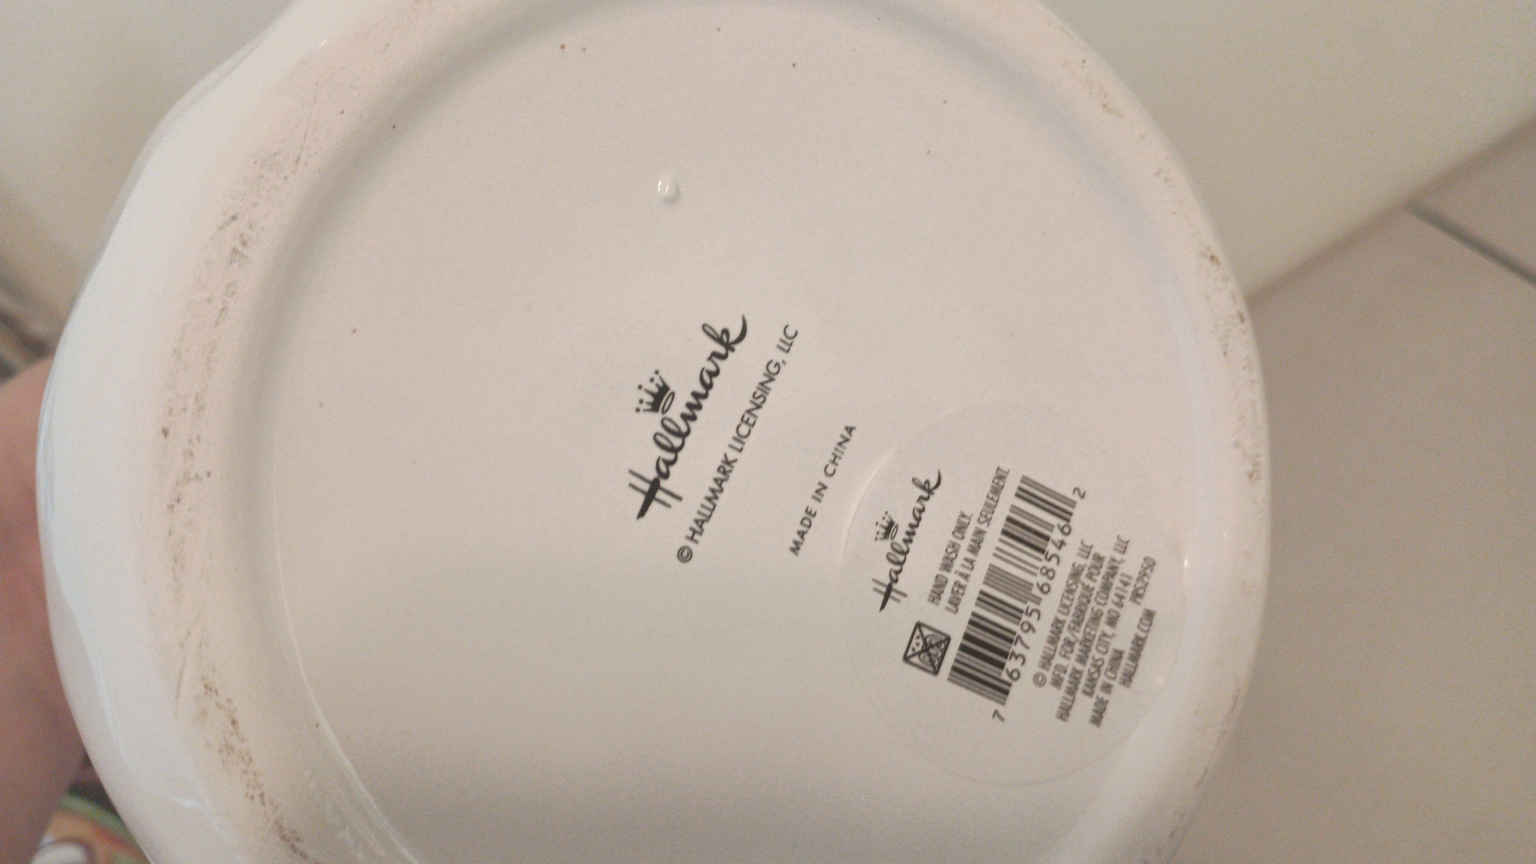 Hallmark
© HALLMARK LICENSING, LLC
MADE IN CHINA
Hallmark
HAND WASH ONLY.
LAVER À LA MAIN SEULEMENT.
7 63795 68546 2
© HALLMARK LICENSING, LLC
MFD. FOR/FABRIQUÉ POUR
HALLMARK MARKETING COMPANY, LLC
KANSAS CITY, MO 64141
MADE IN CHINA PRS2950
HALLMARK.COM